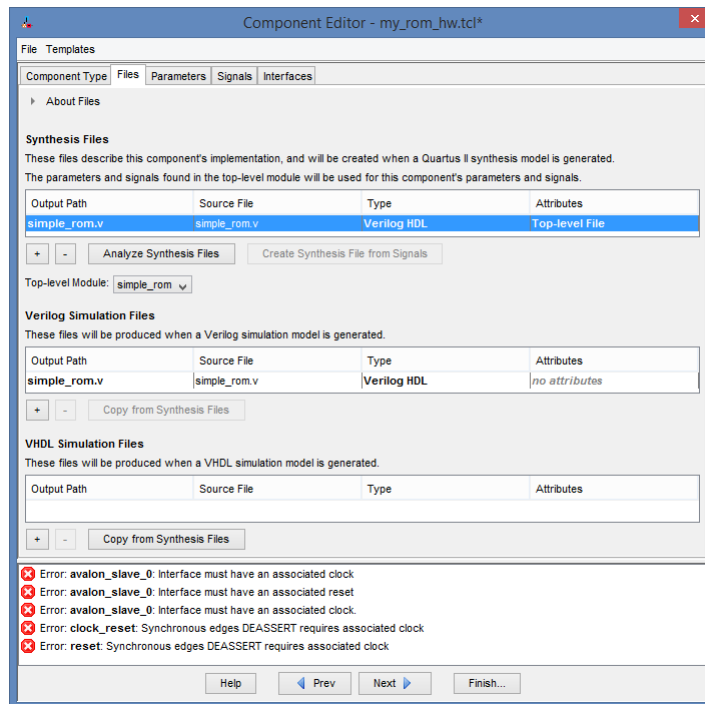 Component Editor - my_rom_hw.tcl*
File Templates
Component Type Files Parameters Signals Interfaces
About Files
Synthesis Files
These files describe this component's implementation, and will be created when a Quartus II synthesis model is generated.
The parameters and signals found in the top-level module will be used for this component's parameters and signals.
Output Path Source File Type Attributes
simple_rom.v simple_rom.v Verilog HDL Top-level File
+ - Analyze Synthesis Files Create Synthesis File from Signals
Top-level Module: simple_rom
Verilog Simulation Files
These files will be produced when a Verilog simulation model is generated.
Output Path Source File Type Attributes
simple_rom.v simple_rom.v Verilog HDL no attributes
+ - Copy from Synthesis Files
VHDL Simulation Files
These files will be produced when a VHDL simulation model is generated.
Output Path Source File Type Attributes
+ - Copy from Synthesis Files
Error: avalon_slave_0: Interface must have an associated clock
Error: avalon_slave_0: Interface must have an associated reset
Error: avalon_slave_0: Interface must have an associated clock.
Error: clock_reset: Synchronous edges DEASSERT requires associated clock
Error: reset: Synchronous edges DEASSERT requires associated clock
Help Prev Next Finish...